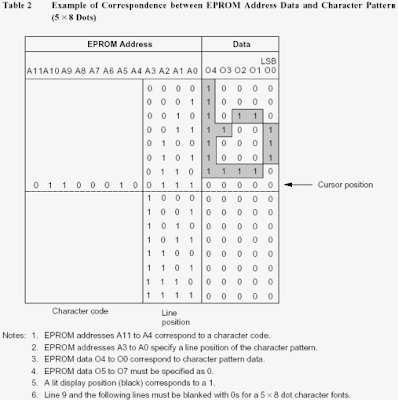 Table 2 Example of Correspondence between EPROM Address Data and Character Pattern
(5 × 8 Dots)
EPROM Address Data
LSB
A11 A10 A9 A8 A7 A6 A5 A4 A3 A2 A1 A0 O4 O3 O2 O1 O0
0 0 0 0 1 0 0 0 0
0 0 0 1 1 0 0 0 0
0 0 1 0 1 0 1 1 0
0 0 1 1 1 1 0 0 1
0 1 0 0 1 0 0 0 1
0 1 0 1 1 0 0 0 1
0 1 1 0 1 1 1 1 0
0 1 1 0 0 0 1 0 0 1 1 1 0 0 0 0 0 Cursor position
1 0 0 0 0 0 0 0 0
1 0 0 1 0 0 0 0 0
1 0 1 0 0 0 0 0 0
1 0 1 1 0 0 0 0 0
1 1 0 0 0 0 0 0 0
1 1 0 1 0 0 0 0 0
1 1 1 0 0 0 0 0 0
1 1 1 1 0 0 0 0 0
Character code Line
position
Notes: 1. EPROM addresses A11 to A4 correspond to a character code.
2. EPROM addresses A3 to A0 specify a line position of the character pattern.
3. EPROM data O4 to O0 correspond to character pattern data.
4. EPROM data O5 to O7 must be specified as 0.
5. A lit display position (black) corresponds to a 1.
6. Line 9 and the following lines must be blanked with 0s for a 5 × 8 dot character fonts.